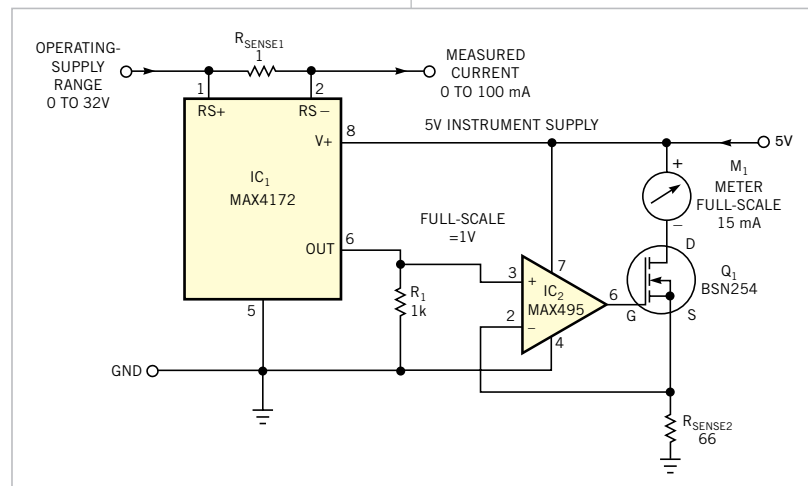 OPERATING-
SUPPLY
RANGE
0 TO 32V
RSENSE1
1
MEASURED
CURRENT
0 TO 100 mA
1
2
RS+
RS–
V+
8
5V INSTRUMENT SUPPLY
5V
IC1
MAX4172
M1
METER
FULL-SCALE
15 mA
+
–
OUT
6
FULL-SCALE
=1V
D
Q1
BSN254
G
S
3
+
7
IC2
MAX495
6
2
–
4
R1
1k
5
GND
RSENSE2
66